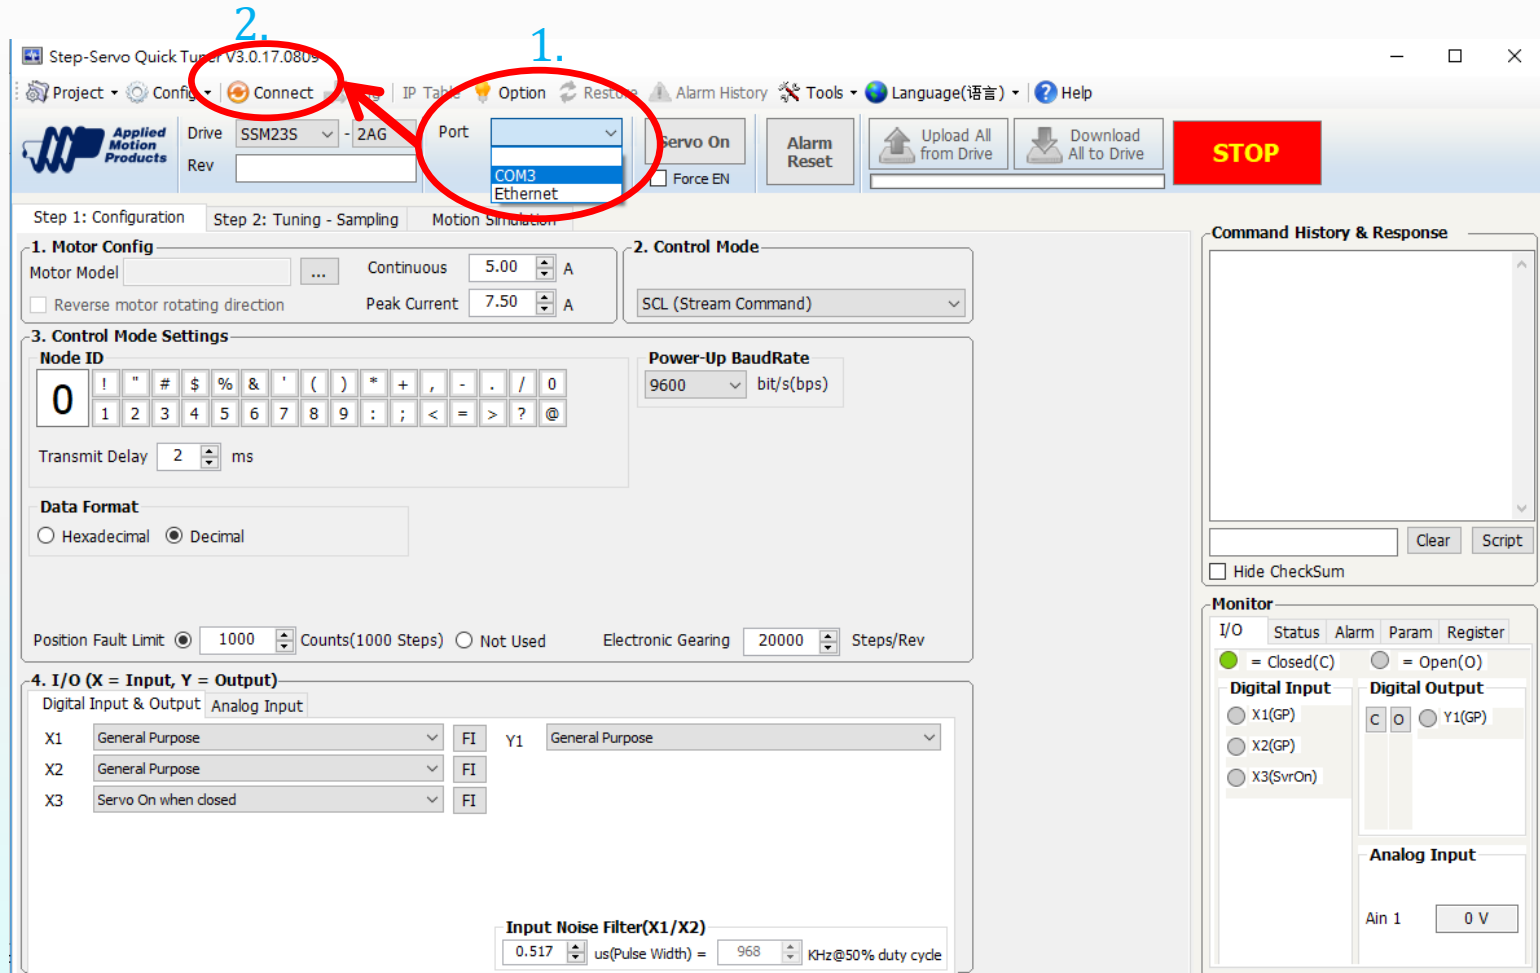 2.
1.
Step-Servo Quick Tuner V3.0.17.0809
Project Config Connect IP Table Option Restore Alarm History Tools Language(语言) Help
Applied Motion Products
Drive SSM23S - 2AG
Rev
Port
COM3
Ethernet
Servo On
Force EN
Alarm Reset
Upload All from Drive
Download All to Drive
STOP
Step 1: Configuration Step 2: Tuning - Sampling Motion Simulation
1. Motor Config
Motor Model ... Continuous 5.00 A
Reverse motor rotating direction Peak Current 7.50 A
2. Control Mode
SCL (Stream Command)
3. Control Mode Settings
Node ID
0
! " # $ % & ' ( ) * + , - . / 0
1 2 3 4 5 6 7 8 9 : ; < = > ? @
Transmit Delay 2 ms
Power-Up BaudRate
9600 bit/s(bps)
Data Format
Hexadecimal Decimal
Position Fault Limit 1000 Counts(1000 Steps) Not Used Electronic Gearing 20000 Steps/Rev
4. I/O (X = Input, Y = Output)
Digital Input & Output Analog Input
X1 General Purpose FI Y1 General Purpose
X2 General Purpose FI
X3 Servo On when closed FI
Input Noise Filter(X1/X2)
0.517 us(Pulse Width) = 968 KHz@50% duty cycle
Command History & Response
Clear Script
Hide CheckSum
Monitor
I/O Status Alarm Param Register
= Closed(C) = Open(O)
Digital Input Digital Output
X1(GP) C O Y1(GP)
X2(GP)
X3(SvrOn)
Analog Input
Ain 1 0 V